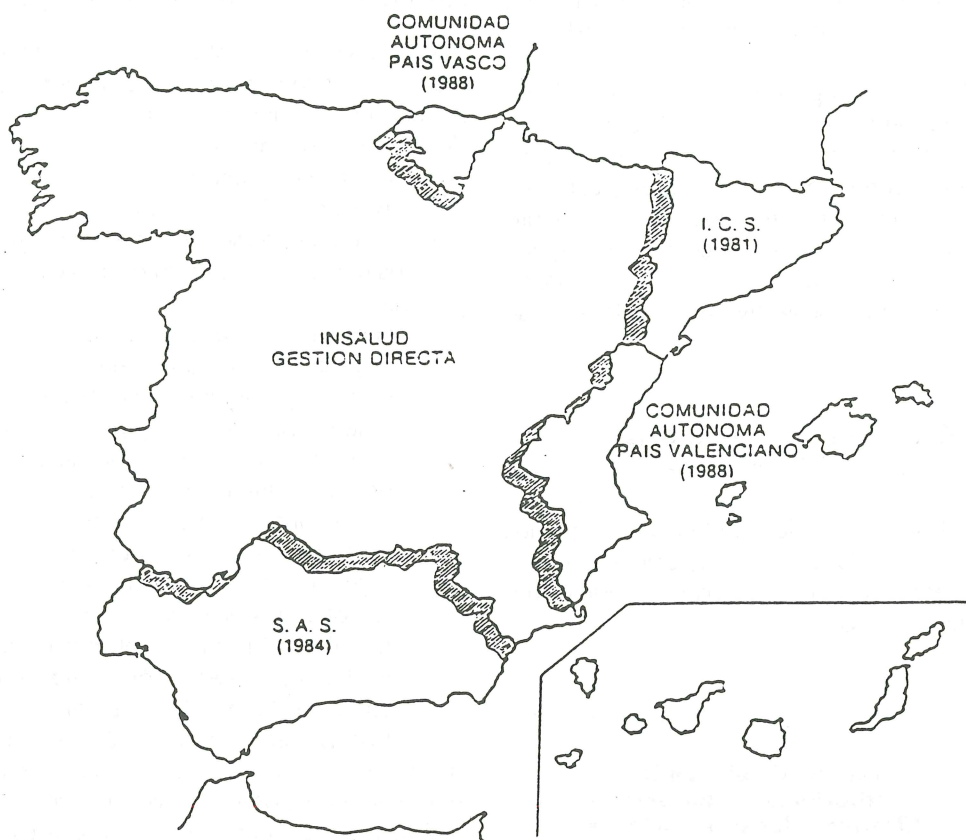 COMUNIDAD
AUTONOMA
PAIS VASCO
(1988)
I. C. S.
(1981)
INSALUD
GESTION DIRECTA
COMUNIDAD
AUTONOMA
PAIS VALENCIANO
(1988)
S. A. S.
(1984)